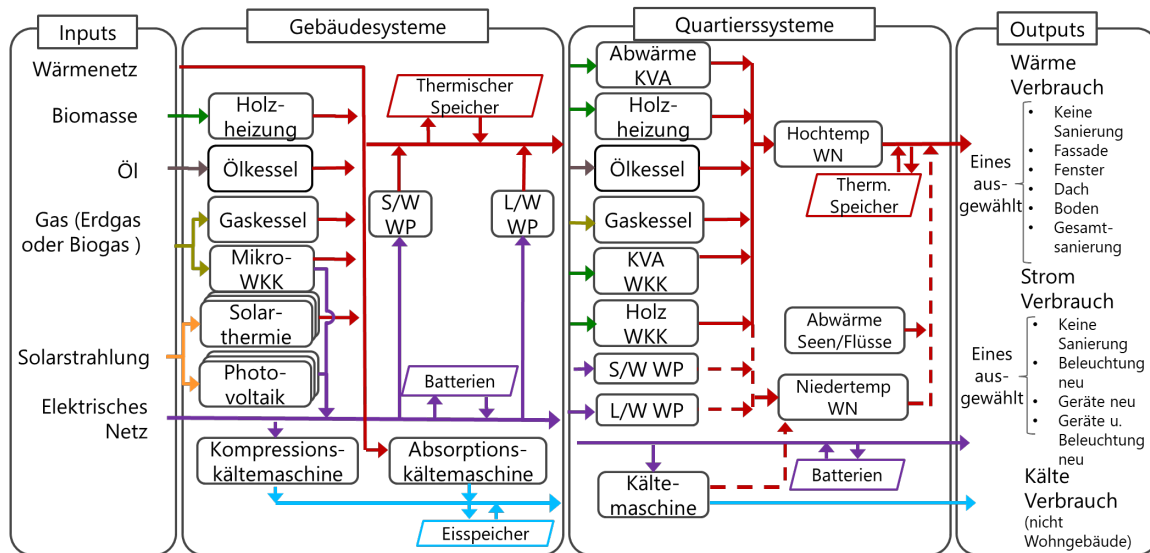 Inputs
Wärmenetz
Biomasse
Öl
Gas (Erdgas
oder Biogas )
Solarstrahlung
Elektrisches
Netz
Gebäudesysteme
Holz-
heizung
Ölkessel
Gaskessel
Mikro-
WKK
Solar-
thermie
Photo-
voltaik
Thermischer
Speicher
S/W
WP
L/W
WP
Batterien
Kompressions-
kältemaschine
Absorptions-
kältemaschine
Eisspeicher
Quartierssysteme
Abwärme
KVA
Holz-
heizung
Ölkessel
Gaskessel
KVA
WKK
Holz
WKK
S/W WP
L/W WP
Kälte-
maschine
Hochtemp
WN
Therm.
Speicher
Abwärme
Seen/Flüsse
Niedertemp
WN
Batterien
Outputs
Wärme
Verbrauch
Eines
aus-
gewählt
• Keine
Sanierung
• Fassade
• Fenster
• Dach
• Boden
• Gesamt-
sanierung
Strom
Verbrauch
Eines
aus-
gewählt
• Keine
Sanierung
• Beleuchtung
neu
• Geräte neu
• Geräte u.
Beleuchtung
neu
Kälte
Verbrauch
(nicht
Wohngebäude)